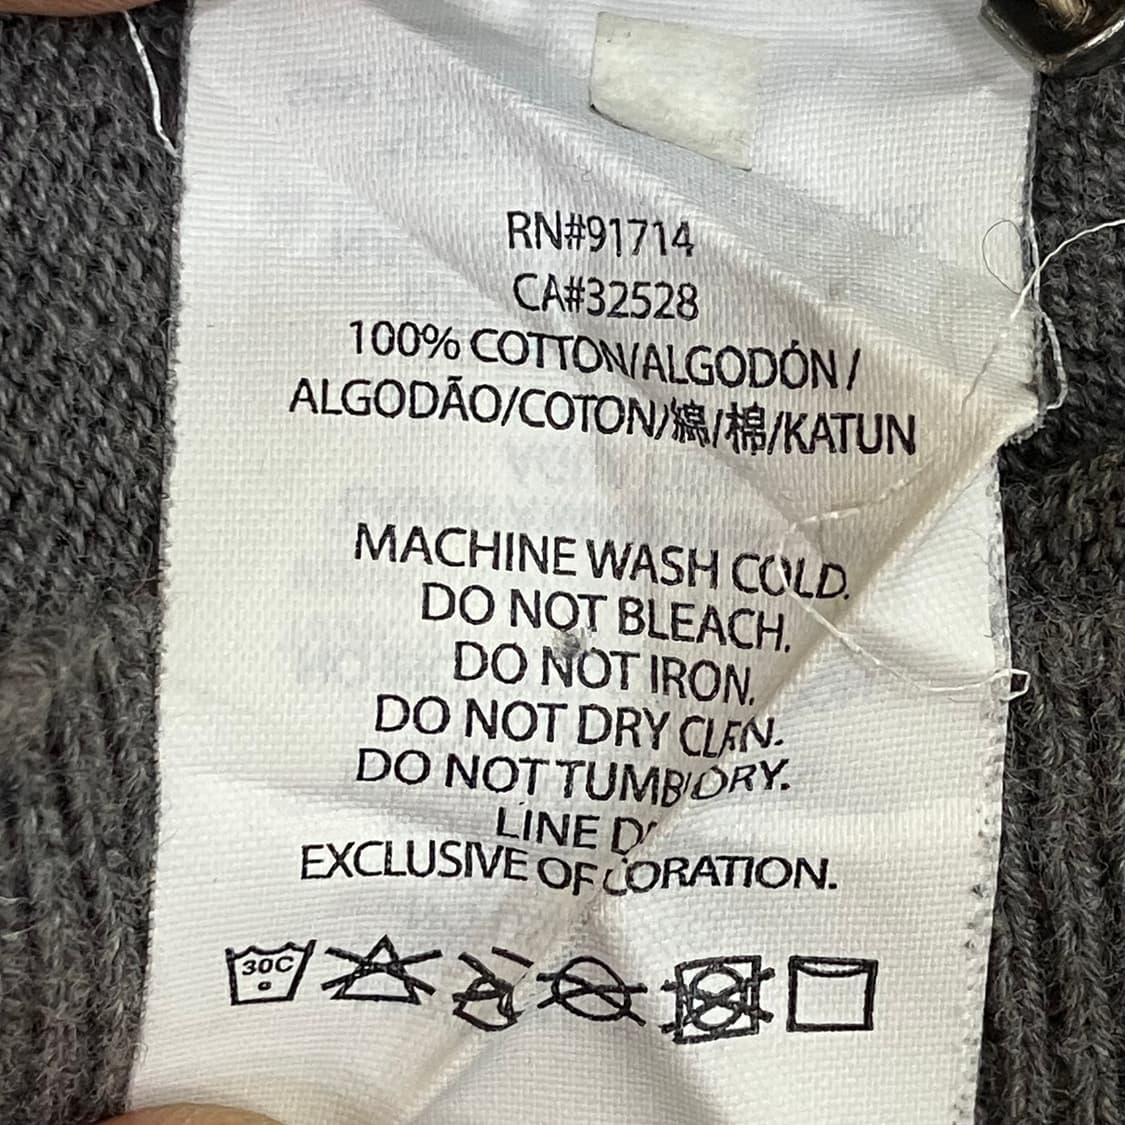 RN#91714
CA#32528
100% COTTON/ALGODÓN/
ALGODÃO/COTON/綿/棉/KATUN
MACHINE WASH COLD.
DO NOT BLEACH.
DO NOT IRON.
DO NOT DRY
DO NOT DRY.
LINE
EXCLUSIVE OF
30C